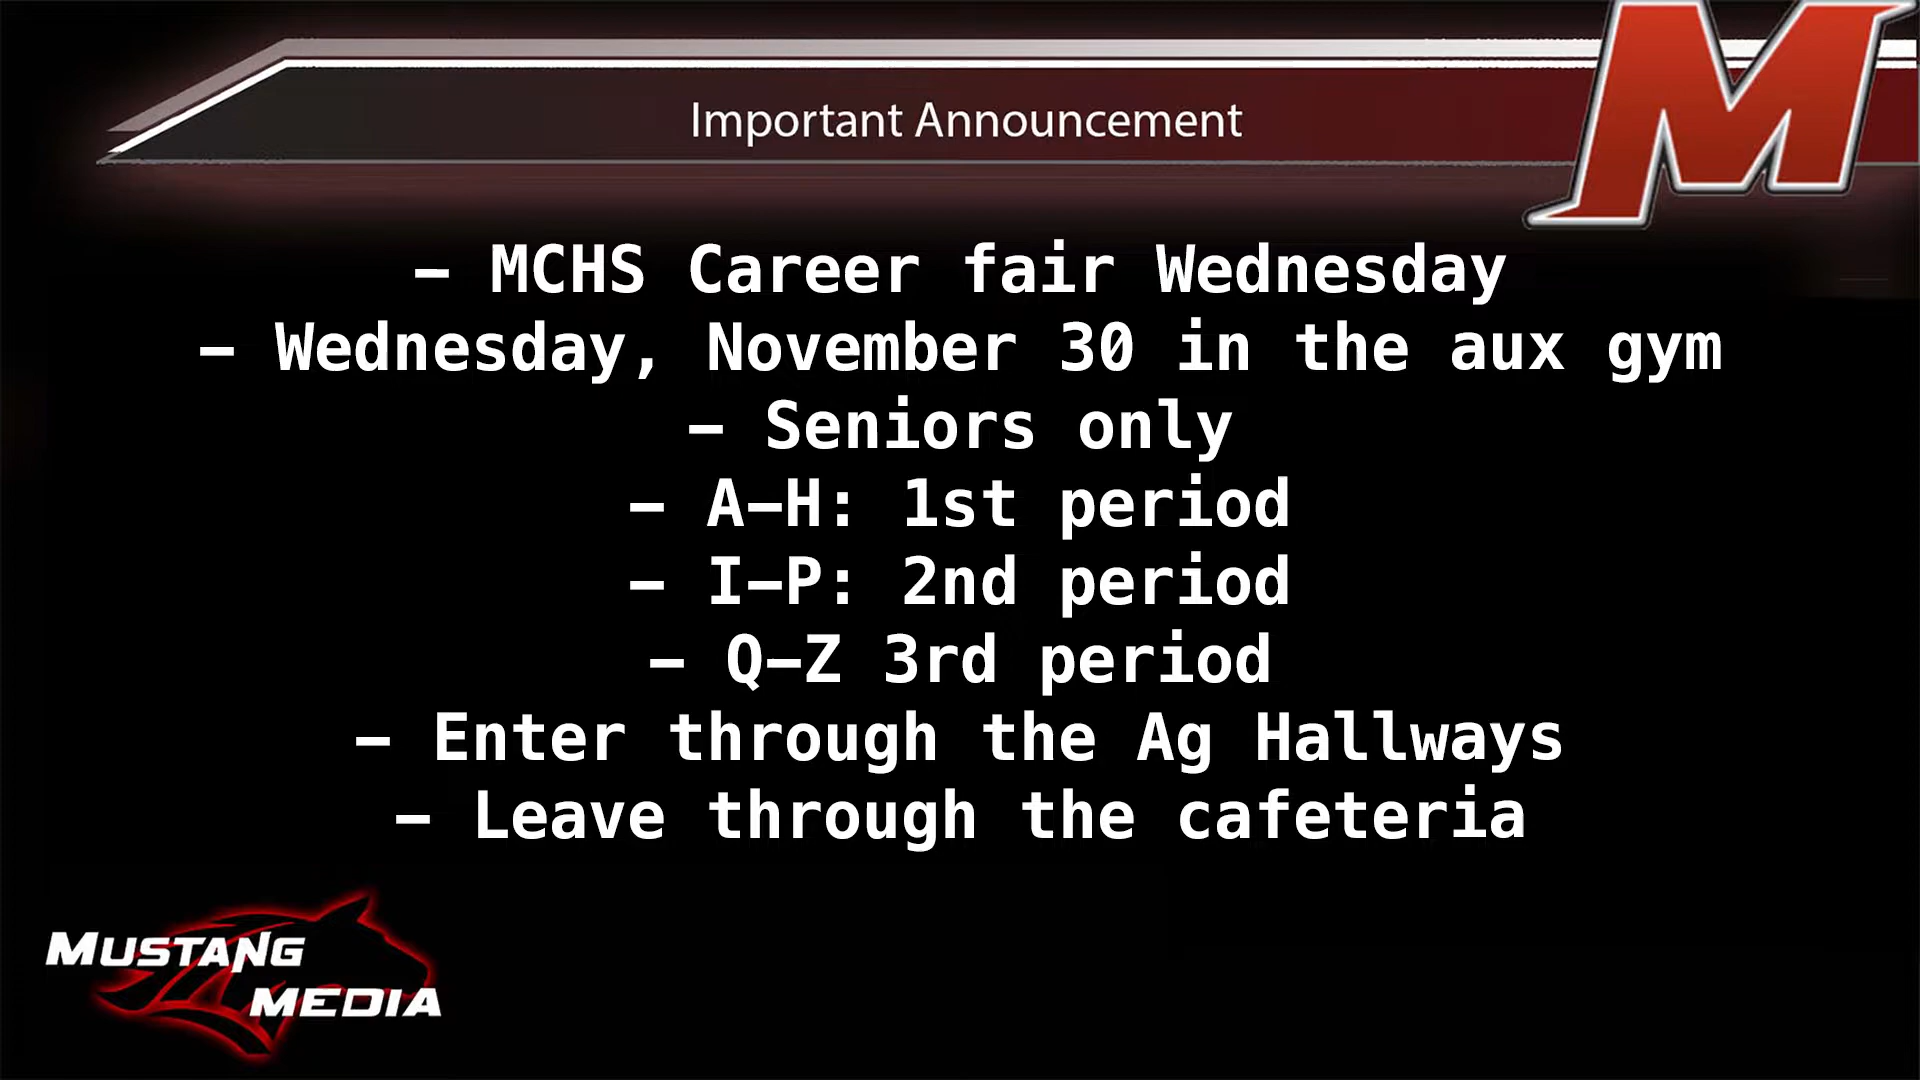 Important Announcement
M
- MCHS Career fair Wednesday
- Wednesday, November 30 in the aux gym
- Seniors only
- A-H: 1st period
- I-P: 2nd period
- Q-Z 3rd period
- Enter through the Ag Hallways
- Leave through the cafeteria
MUSTANG
MEDIA